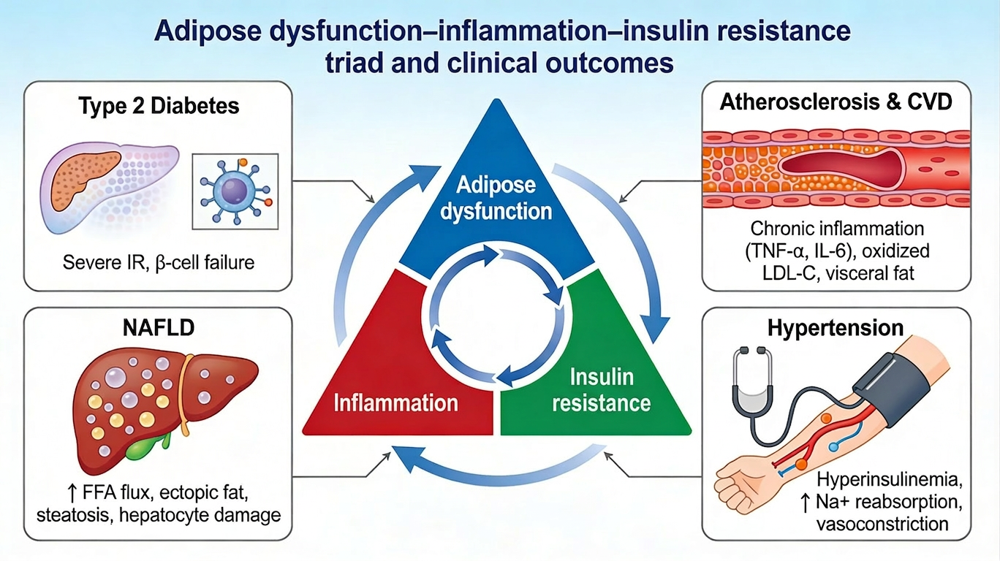 Adipose dysfunction–inflammation–insulin resistance
triad and clinical outcomes
Type 2 Diabetes
Severe IR, β-cell failure
NAFLD
↑ FFA flux, ectopic fat,
steatosis, hepatocyte damage
Adipose
dysfunction
Inflammation
Insulin
resistance
Atherosclerosis & CVD
Chronic inflammation
(TNF-α, IL-6), oxidized
LDL-C, visceral fat
Hypertension
Hyperinsulinemia,
↑ Na+ reabsorption,
vasoconstriction